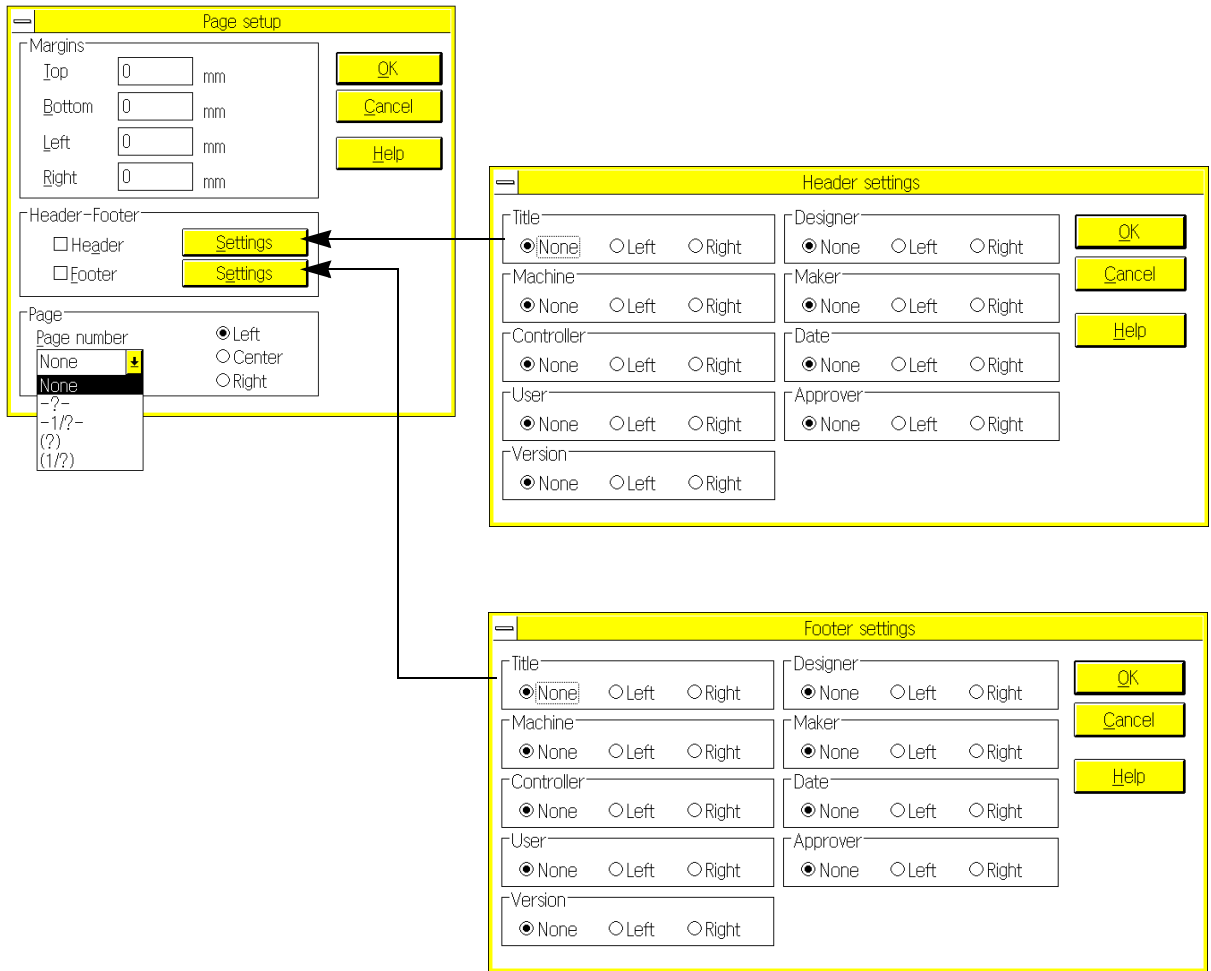 Page setup
Margins
Top 0 mm
Bottom 0 mm
Left 0 mm
Right 0 mm
OK
Cancel
Help
Header-Footer
Header Settings
Footer Settings
Page
Page number
None
None
-?-
-1/?-
(?)
(1/?)
Left
Center
Right
Header settings
Title
None Left Right
Machine
None Left Right
Controller
None Left Right
User
None Left Right
Version
None Left Right
Designer
None Left Right
Maker
None Left Right
Date
None Left Right
Approver
None Left Right
OK
Cancel
Help
Footer settings
Title
None Left Right
Machine
None Left Right
Controller
None Left Right
User
None Left Right
Version
None Left Right
Designer
None Left Right
Maker
None Left Right
Date
None Left Right
Approver
None Left Right
OK
Cancel
Help